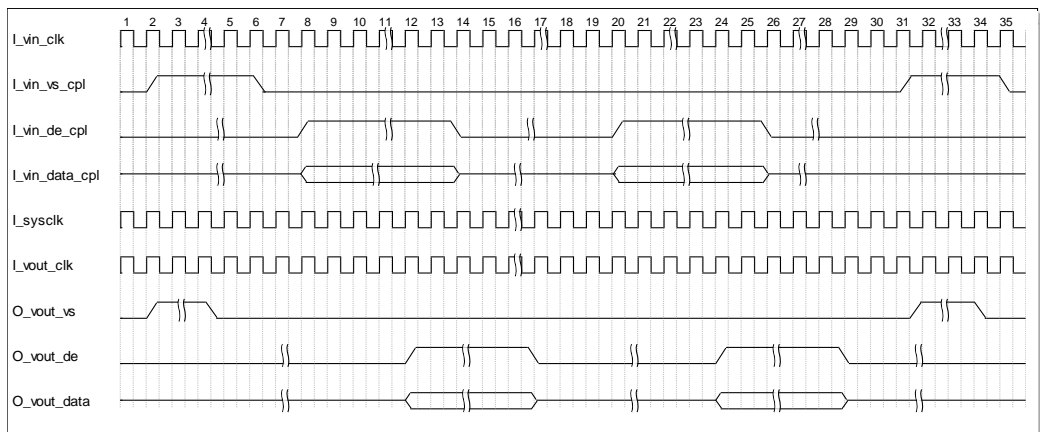 1 2 3 4 5 6 7 8 9 10 11 12 13 14 15 16 17 18 19 20 21 22 23 24 25 26 27 28 29 30 31 32 33 34 35
I_vin_clk
I_vin_vs_cpl
I_vin_de_cpl
I_vin_data_cpl
I_sysclk
I_vout_clk
O_vout_vs
O_vout_de
O_vout_data